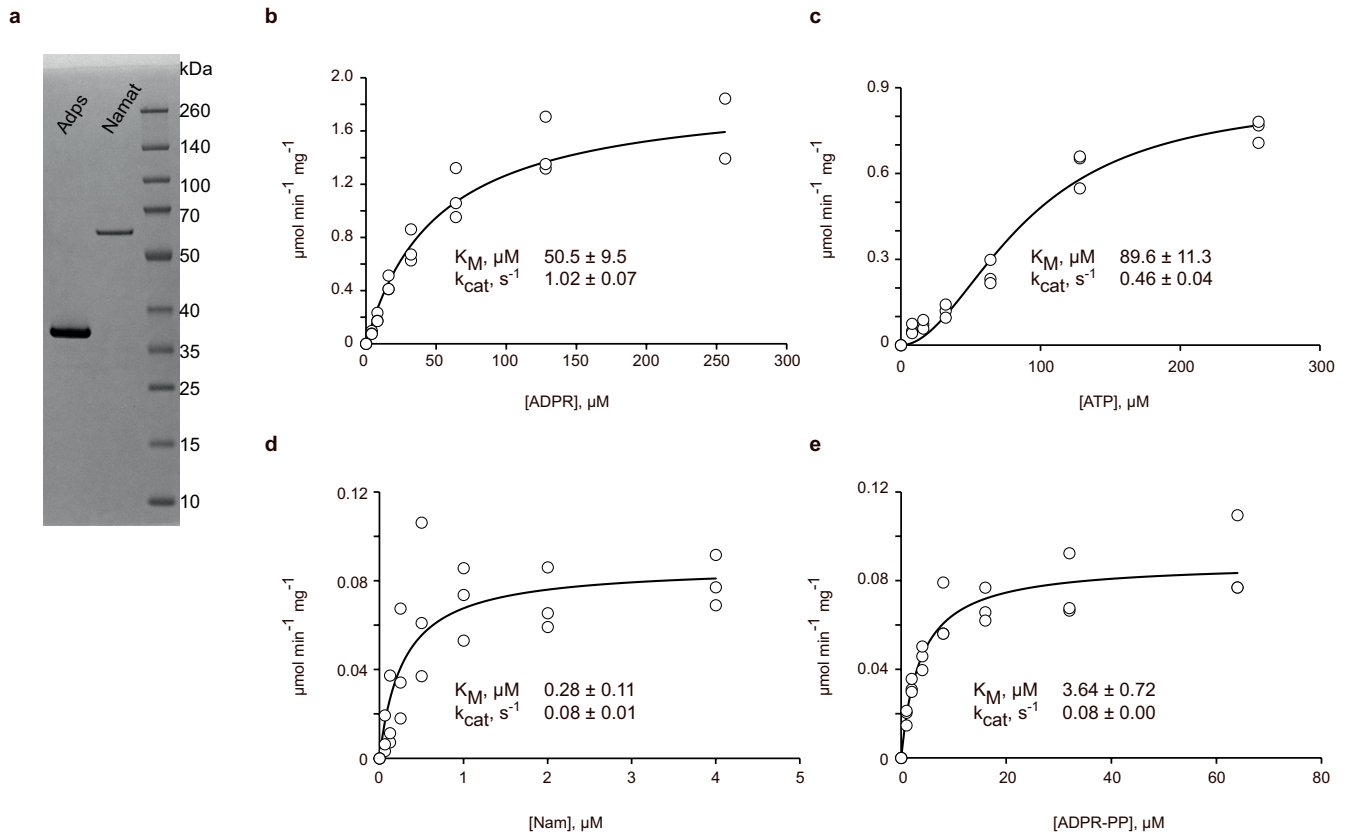 a
kDa
Adps
Namat
260
140
100
70
50
40
35
25
15
10
b
µmol min-1 mg-1
2.0
1.6
1.2
0.8
0.4
0
KM, µM 50.5 ± 9.5
kcat, s-1 1.02 ± 0.07
0 50 100 150 200 250 300
[ADPR], µM
c
µmol min-1 mg-1
0.9
0.6
0.3
0
KM, µM 89.6 ± 11.3
kcat, s-1 0.46 ± 0.04
0 100 200 300
[ATP], µM
d
µmol min-1 mg-1
0.12
0.08
0.04
0
KM, µM 0.28 ± 0.11
kcat, s-1 0.08 ± 0.01
0 1 2 3 4 5
[Nam], µM
e
µmol min-1 mg-1
0.12
0.08
0.04
0
KM, µM 3.64 ± 0.72
kcat, s-1 0.08 ± 0.00
0 20 40 60 80
[ADPR-PP], µM